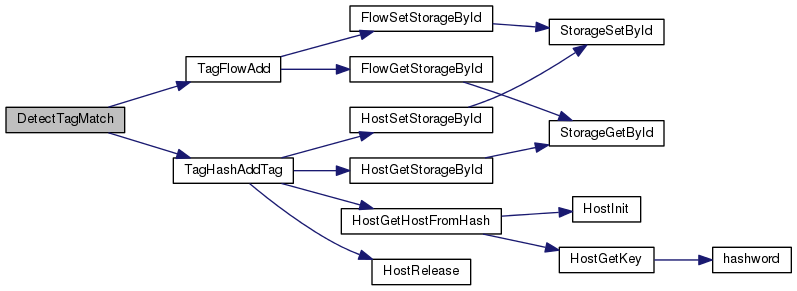 DetectTagMatch
TagFlowAdd
TagHashAddTag
FlowSetStorageById
FlowGetStorageById
HostSetStorageById
HostGetStorageById
HostGetHostFromHash
HostRelease
StorageSetById
StorageGetById
HostInit
HostGetKey
hashword